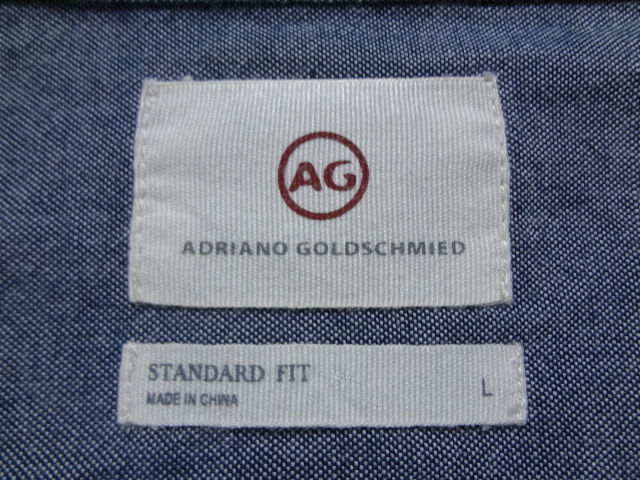 AG
ADRIANO GOLDSCHMIED
STANDARD FIT
MADE IN CHINA
L